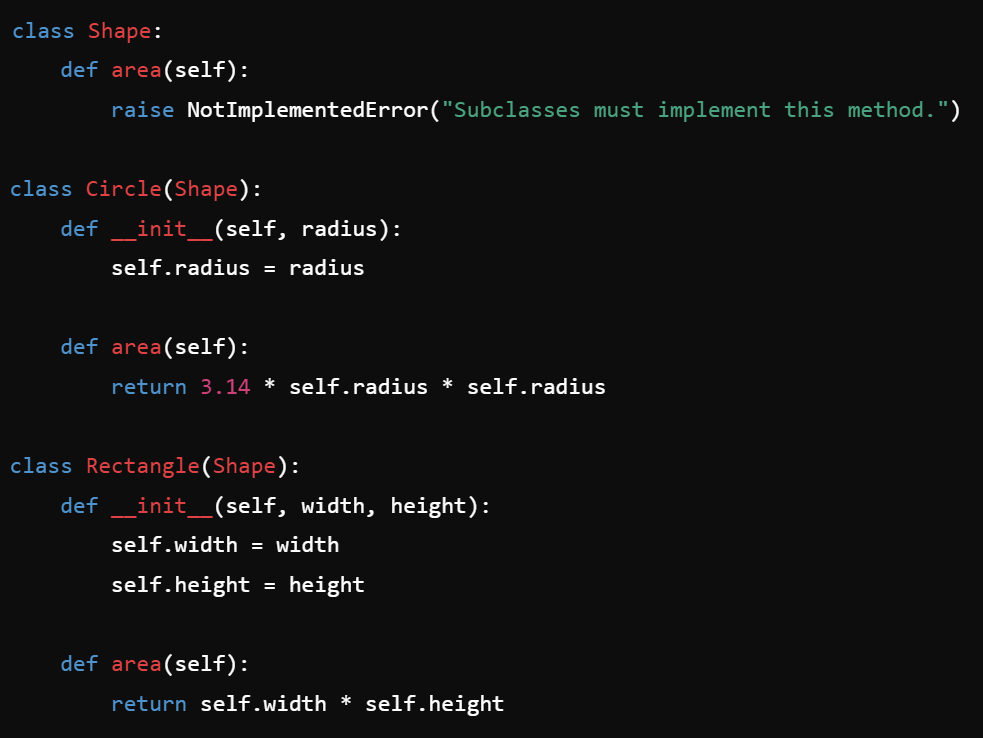 class Shape:
    def area(self):
        raise NotImplementedError("Subclasses must implement this method.")

class Circle(Shape):
    def __init__(self, radius):
        self.radius = radius

    def area(self):
        return 3.14 * self.radius * self.radius

class Rectangle(Shape):
    def __init__(self, width, height):
        self.width = width
        self.height = height

    def area(self):
        return self.width * self.height